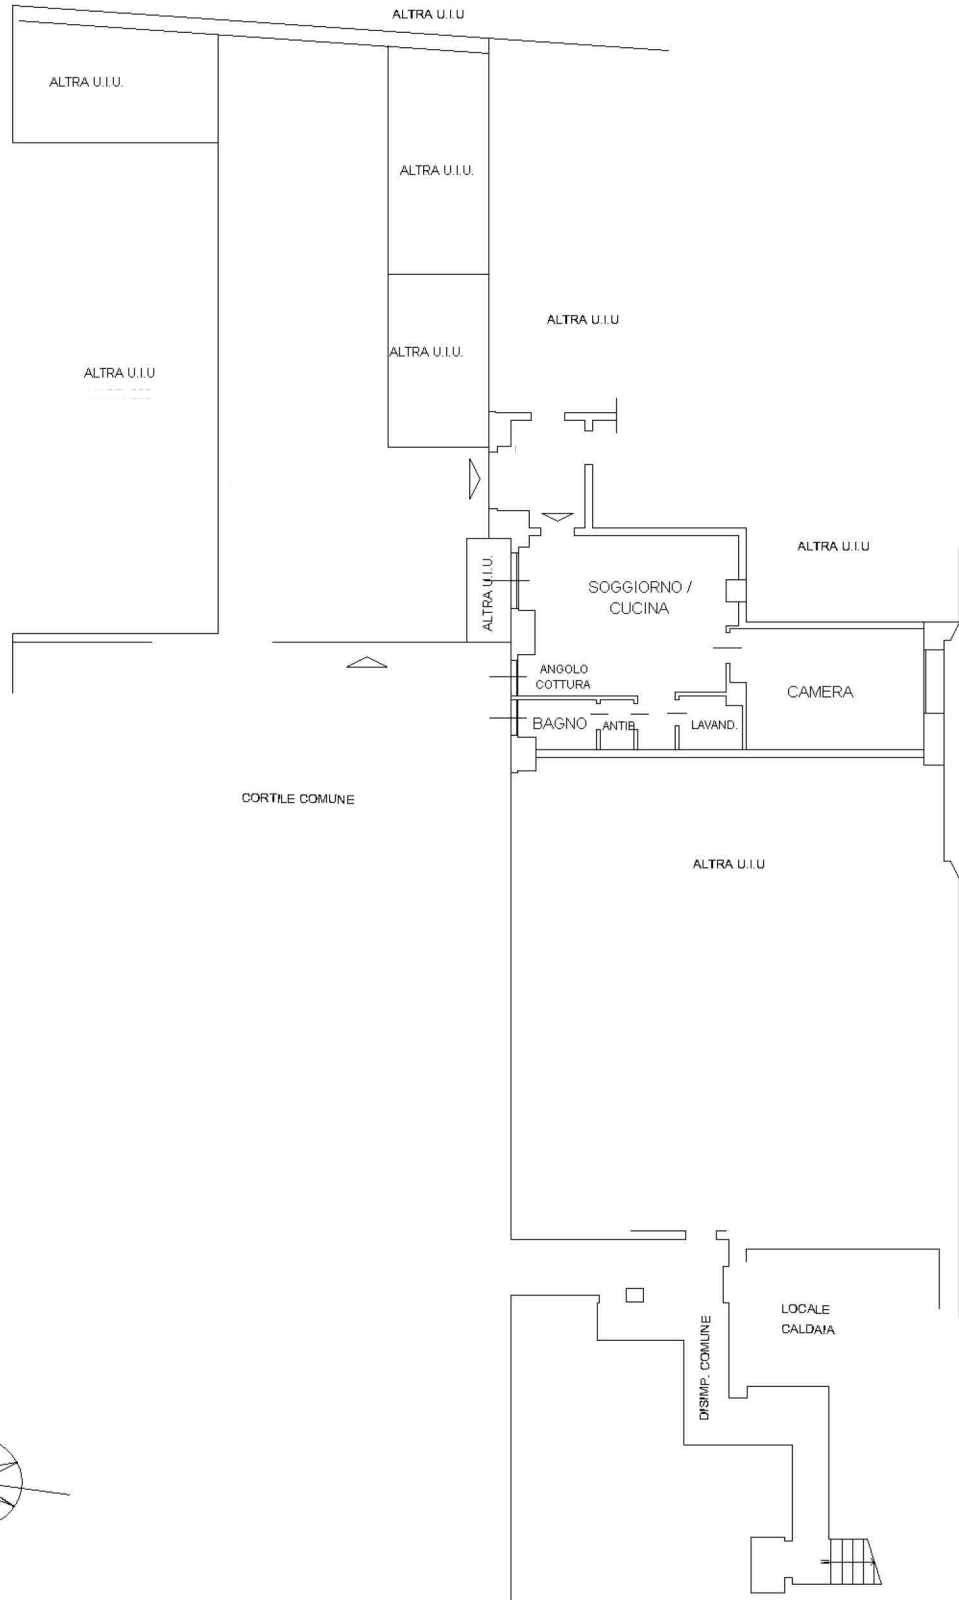 ALTRA U.I.U
ALTRA U.I.U.
ALTRA U.I.U.
ALTRA U.I.U
ALTRA U.I.U.
ALTRA U.I.U
ALTRA U.I.U
ALTRA U.I.U.
SOGGIORNO /
CUCINA
ANGOLO
COTTURA
CAMERA
BAGNO
ANTIB.
LAVAND.
CORTILE COMUNE
ALTRA U.I.U
LOCALE
CALDAIA
DISIMP. COMUNE